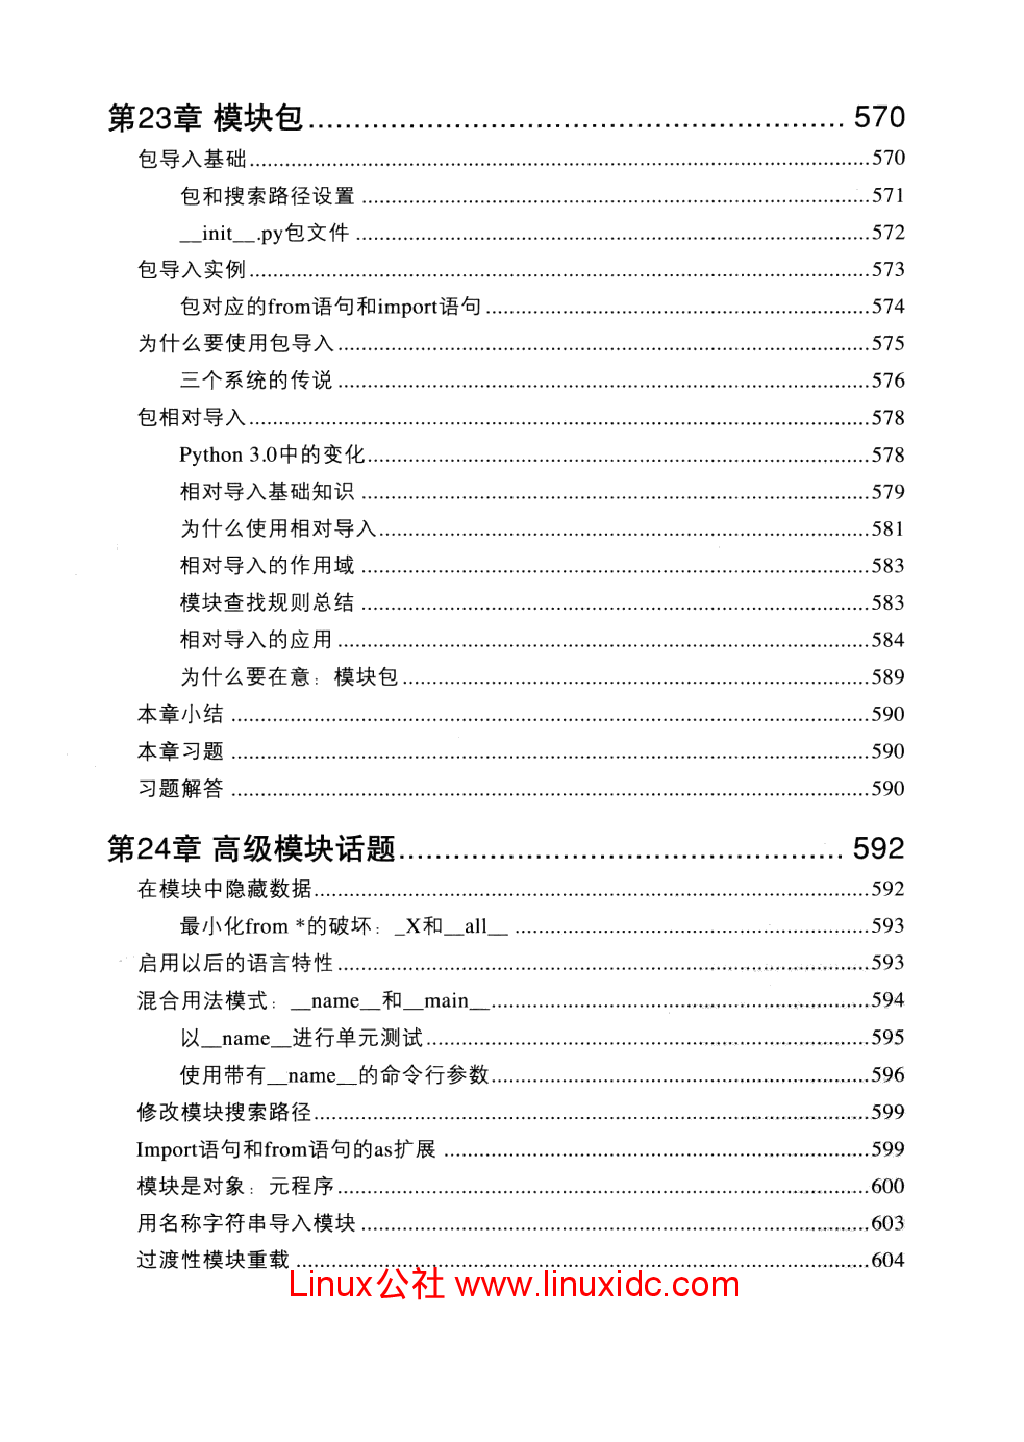 第23章 模块包 570
包导入基础 570
包和搜索路径设置 571
__init__.py包文件 572
包导入实例 573
包对应的from语句和import语句 574
为什么要使用包导入 575
三个系统的传说 576
包相对导入 578
Python 3.0中的变化 578
相对导入基础知识 579
为什么使用相对导入 581
相对导入的作用域 583
模块查找规则总结 583
相对导入的应用 584
为什么要在意：模块包 589
本章小结 590
本章习题 590
习题解答 590
第24章 高级模块话题 592
在模块中隐藏数据 592
最小化from *的破坏：_X和__all__ 593
启用以后的语言特性 593
混合用法模式：__name__和__main__ 594
以__name__进行单元测试 595
使用带有__name__的命令行参数 596
修改模块搜索路径 599
Import语句和from语句的as扩展 599
模块是对象：元程序 600
用名称字符串导入模块 603
过渡性模块重载 604
Linux公社 www.linuxidc.com